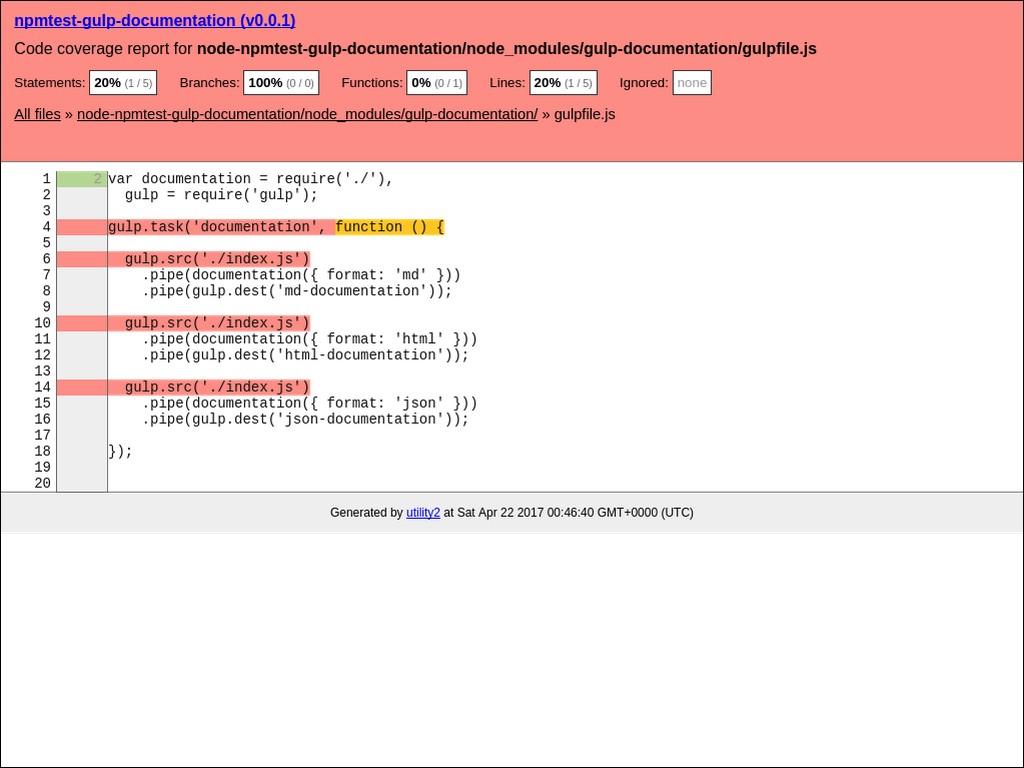 npmtest-gulp-documentation (v0.0.1)
Code coverage report for node-npmtest-gulp-documentation/node_modules/gulp-documentation/gulpfile.js
Statements: 20% (1 / 5) Branches: 100% (0 / 0) Functions: 0% (0 / 1) Lines: 20% (1 / 5) Ignored: none
All files » node-npmtest-gulp-documentation/node_modules/gulp-documentation/ » gulpfile.js
1 2 var documentation = require('./'),
2   gulp = require('gulp');
3
4 gulp.task('documentation', function () {
5
6   gulp.src('./index.js')
7     .pipe(documentation({ format: 'md' }))
8     .pipe(gulp.dest('md-documentation'));
9
10   gulp.src('./index.js')
11     .pipe(documentation({ format: 'html' }))
12     .pipe(gulp.dest('html-documentation'));
13
14   gulp.src('./index.js')
15     .pipe(documentation({ format: 'json' }))
16     .pipe(gulp.dest('json-documentation'));
17
18 });
19
20
Generated by utility2 at Sat Apr 22 2017 00:46:40 GMT+0000 (UTC)